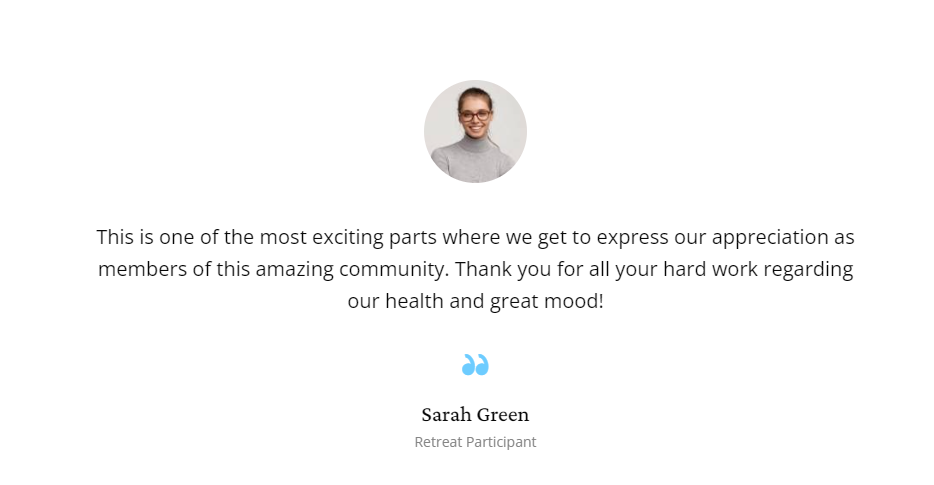 This is one of the most exciting parts where we get to express our appreciation as
members of this amazing community. Thank you for all your hard work regarding
our health and great mood!
Sarah Green
Retreat Participant